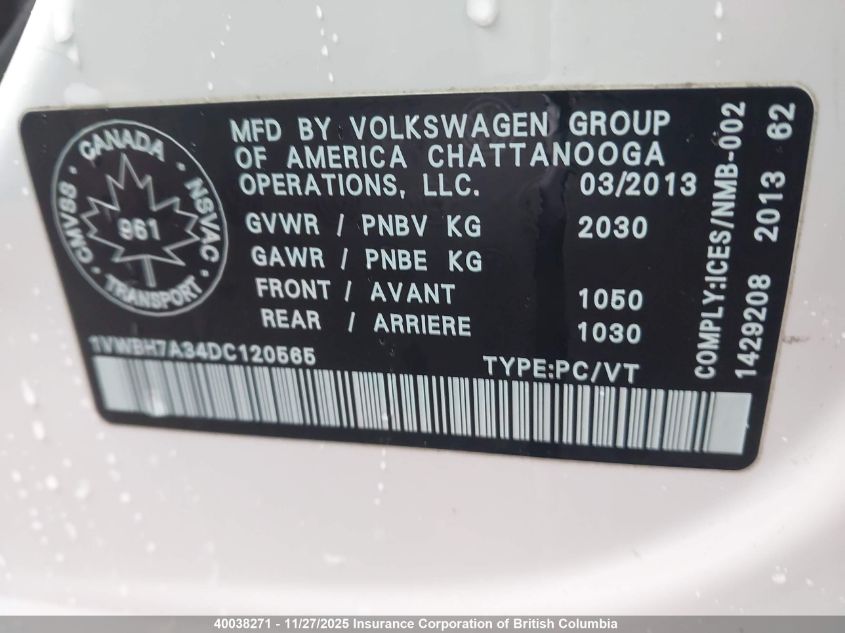 CMVSS · CANADA · NSVAC · TRANSPORT ·
961
MFD BY VOLKSWAGEN GROUP
OF AMERICA CHATTANOOGA
OPERATIONS, LLC. 03/2013
GVWR / PNBV KG 2030
GAWR / PNBE KG
FRONT / AVANT 1050
REAR / ARRIERE 1030
1VWBH7A34DC120565
TYPE:PC/VT
COMPLY:ICES/NMB-002
1429208 2013 62
40038271 - 11/27/2025 Insurance Corporation of British Columbia